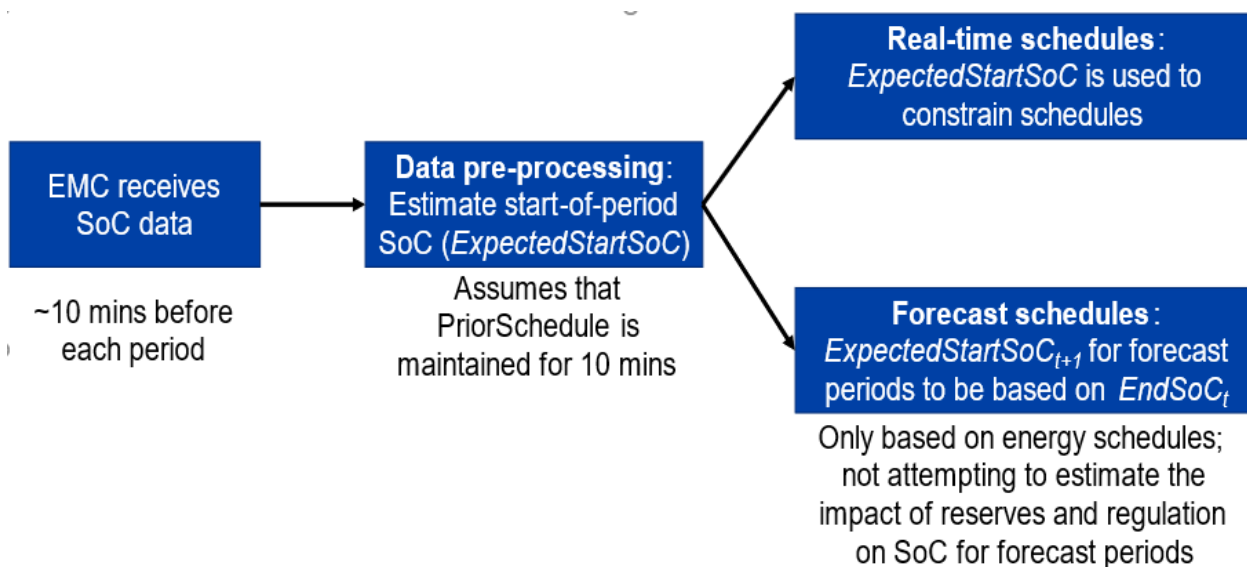 EMC receives
SoC data
~10 mins before
each period
Data pre-processing:
Estimate start-of-period
SoC (ExpectedStartSoC)
Assumes that
PriorSchedule is
maintained for 10 mins
Real-time schedules:
ExpectedStartSoC is used to
constrain schedules
Forecast schedules:
ExpectedStartSoCt+1 for forecast
periods to be based on EndSoCt
Only based on energy schedules;
not attempting to estimate the
impact of reserves and regulation
on SoC for forecast periods